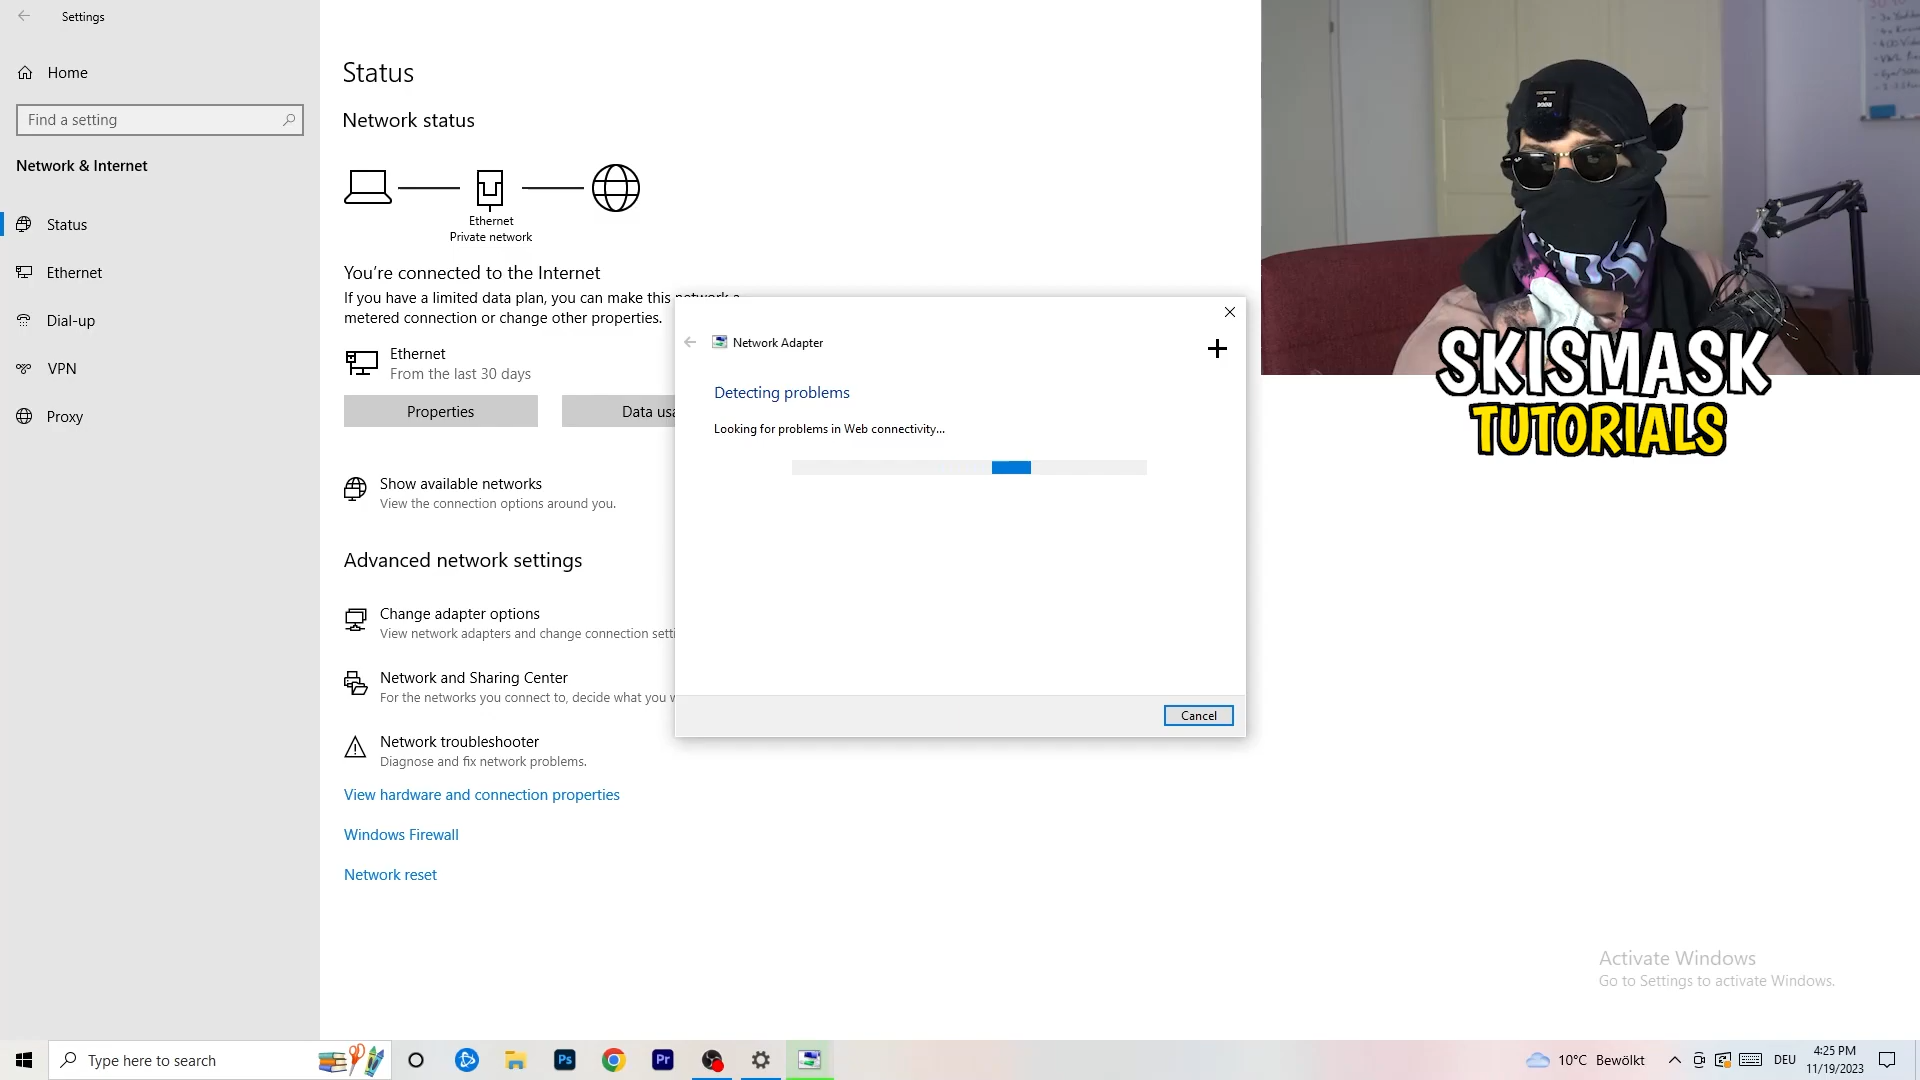 Settings
Home
Find a setting
Network & Internet
Status
Ethernet
Dial-up
VPN
Proxy
Status
Network status
Ethernet
Private network
You're connected to the Internet
If you have a limited data plan, you can make this network a
metered connection or change other properties.
Ethernet
From the last 30 days
Properties
Data usa
Show available networks
View the connection options around you.
Advanced network settings
Change adapter options
View network adapters and change connection setti
Network and Sharing Center
For the networks you connect to, decide what you w
Network troubleshooter
Diagnose and fix network problems.
View hardware and connection properties
Windows Firewall
Network reset
Network Adapter
Detecting problems
Looking for problems in Web connectivity...
Cancel
SKISMASK
TUTORIALS
Activate Windows
Go to Settings to activate Windows.
Type here to search
Ps
Pr
10°C Bewölkt
DEU
4:25 PM
11/19/2023